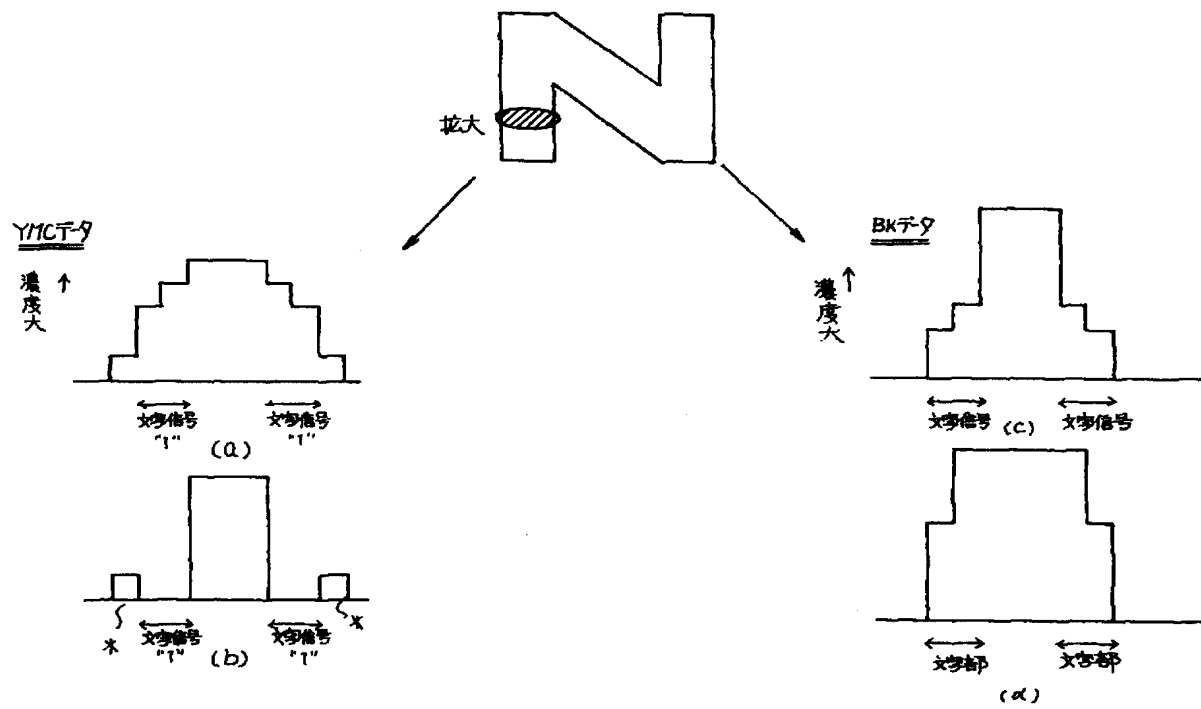 拡大
YMCデータ
濃度大 ↑
文字信号 文字信号
"1" "1"
(a)
* *
文字信号 文字信号
"1" "1"
(b)
BKデータ
濃度大 ↑
文字信号 文字信号
(c)
文字部 文字部
(d)